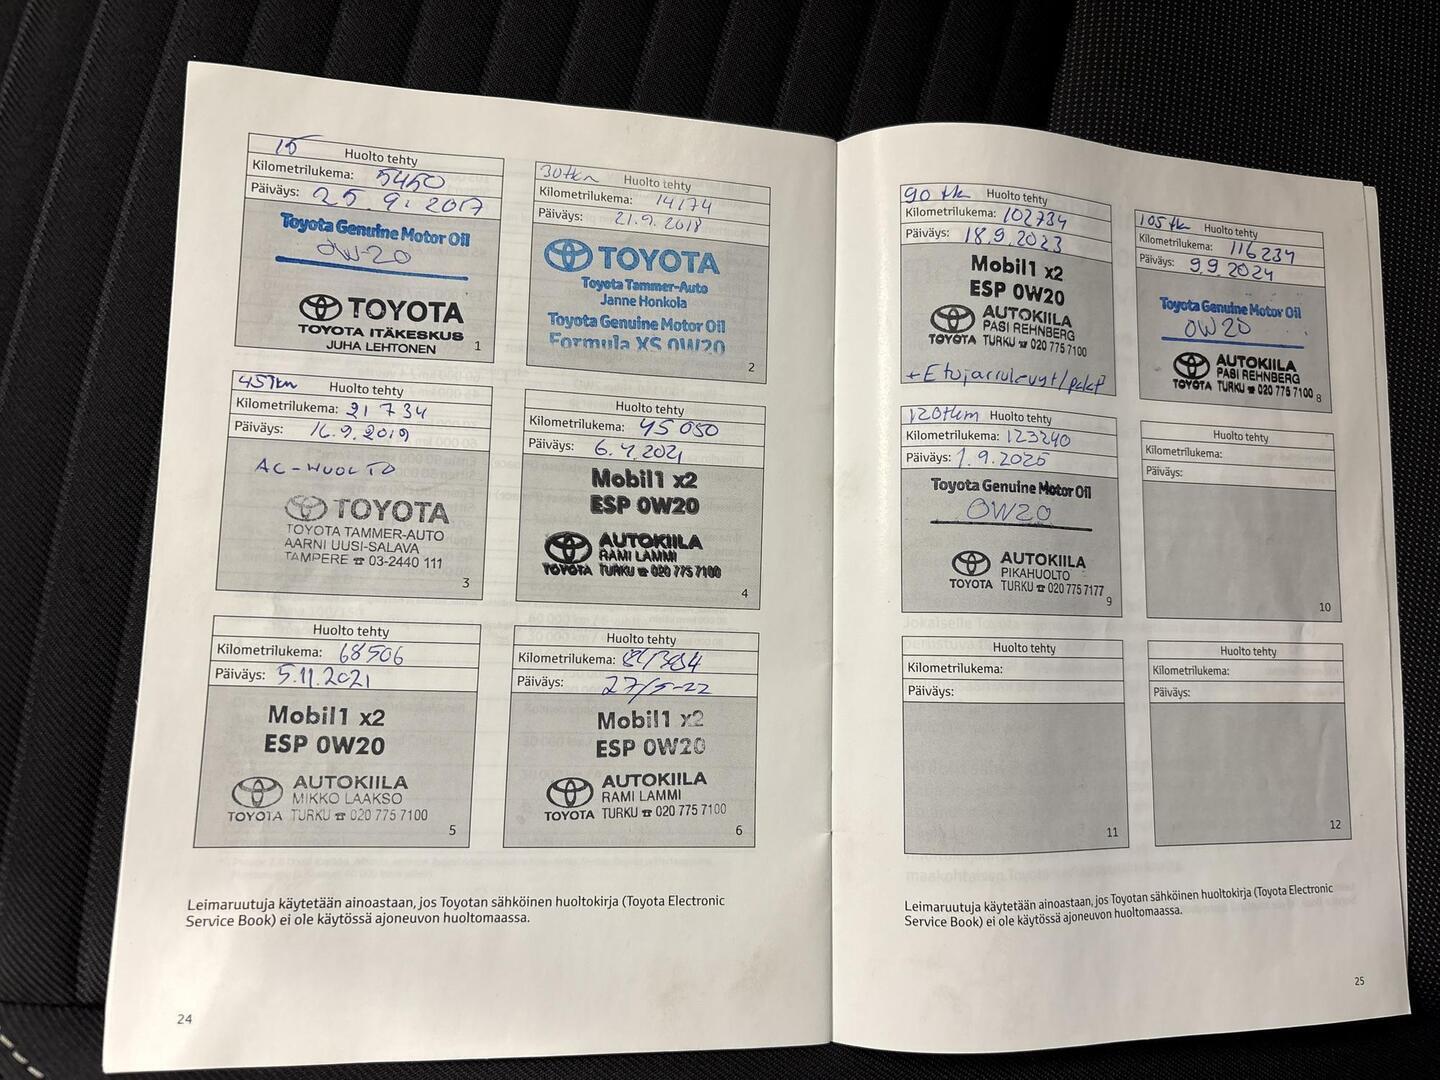 15 Huolto tehty
Kilometrilukema: 5450
Päiväys: 25.9.2017
Toyota Genuine Motor Oil
0W-20
TOYOTA
TOYOTA ITÄKESKUS
JUHA LEHTONEN
1
30tkm Huolto tehty
Kilometrilukema: 14174
Päiväys: 21.9.2018
TOYOTA
Toyota Tammer-Auto
Janne Honkola
Toyota Genuine Motor Oil
Formula XS 0W20
2
45Tkm Huolto tehty
Kilometrilukema: 21734
Päiväys: 16.9.2019
AC-HUOLTO
TOYOTA
TOYOTA TAMMER-AUTO
AARNI UUSI-SALAVA
TAMPERE ☎ 03-2440 111
3
Huolto tehty
Kilometrilukema: 45050
Päiväys: 6.4.2021
Mobil1 x2
ESP 0W20
AUTOKIILA
RAMI LAMMI
TOYOTA TURKU ☎ 020 775 7100
4
Huolto tehty
Kilometrilukema: 68506
Päiväys: 5.11.2021
Mobil1 x2
ESP 0W20
AUTOKIILA
MIKKO LAAKSO
TOYOTA TURKU ☎ 020 775 7100
5
Huolto tehty
Kilometrilukema:
Päiväys: 27/5-22
Mobil1 x2
ESP 0W20
AUTOKIILA
RAMI LAMMI
TOYOTA TURKU ☎ 020 775 7100
6
Leimaruutuja käytetään ainoastaan, jos Toyotan sähköinen huoltokirja (Toyota Electronic
Service Book) ei ole käytössä ajoneuvon huoltomaassa.
24
90 tkm Huolto tehty
Kilometrilukema: 102734
Päiväys: 18.9.2023
Mobil1 x2
ESP 0W20
AUTOKIILA
PASI REHNBERG
TOYOTA TURKU ☎ 020 775 7100
+ Etujarrulevyt/palat
105 tkm Huolto tehty
Kilometrilukema: 116234
Päiväys: 9.9.2024
Toyota Genuine Motor Oil
0W20
AUTOKIILA
PASI REHNBERG
TOYOTA TURKU ☎ 020 775 7100
8
120tkm Huolto tehty
Kilometrilukema: 123240
Päiväys: 1.9.2025
Toyota Genuine Motor Oil
0W20
AUTOKIILA
PIKAHUOLTO
TOYOTA TURKU ☎ 020 775 7177
9
Huolto tehty
Kilometrilukema:
Päiväys:
10
Huolto tehty
Kilometrilukema:
Päiväys:
11
Huolto tehty
Kilometrilukema:
Päiväys:
12
Leimaruutuja käytetään ainoastaan, jos Toyotan sähköinen huoltokirja (Toyota Electronic
Service Book) ei ole käytössä ajoneuvon huoltomaassa.
25